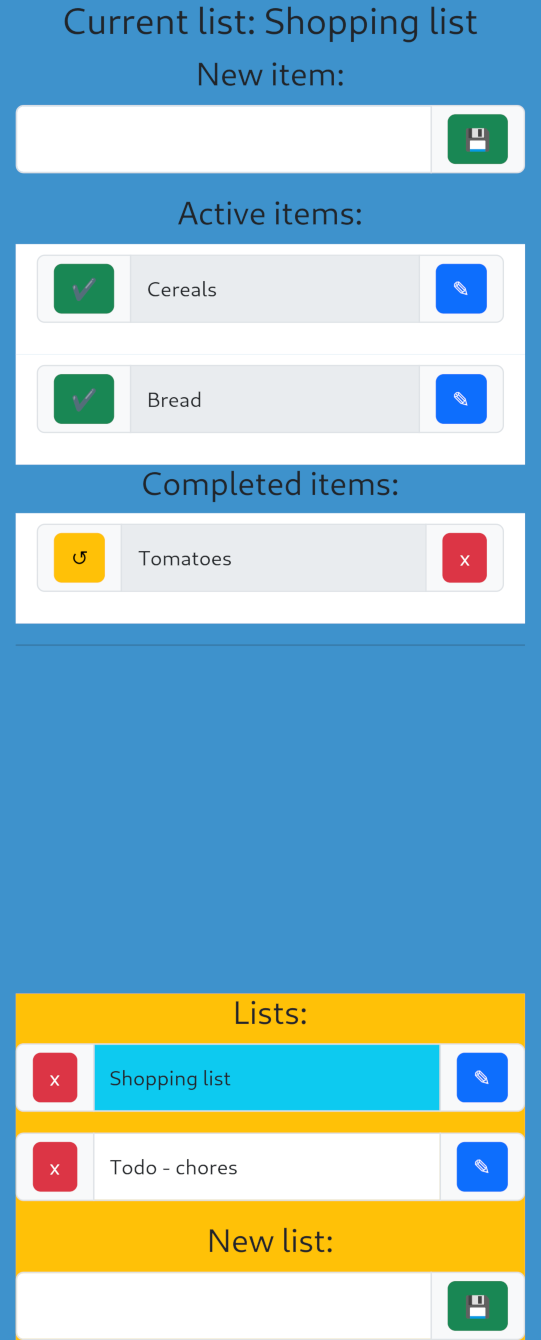 Current list: Shopping list
New item:
Active items:
Cereals
Bread
Completed items:
Tomatoes x
Lists:
x Shopping list
x Todo - chores
New list: